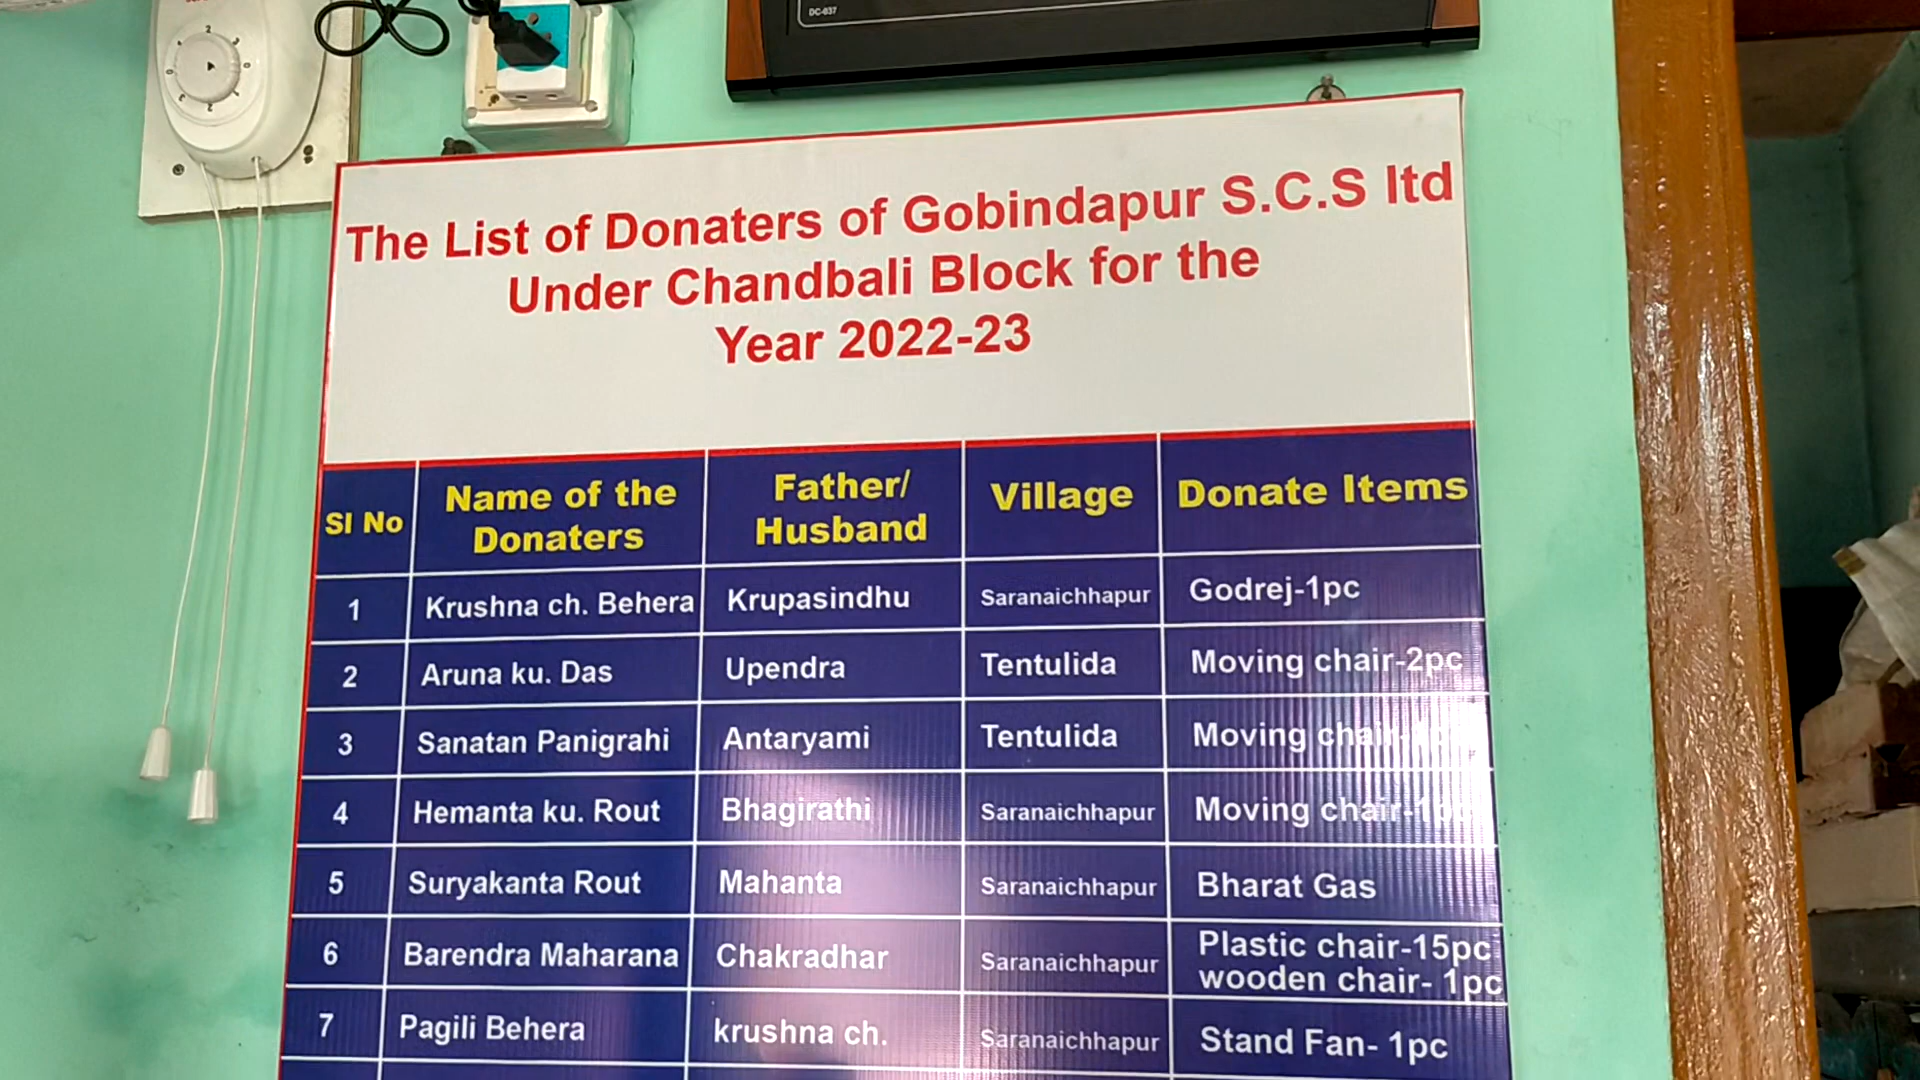 DC-037
The List of Donaters of Gobindapur S.C.S ltd
Under Chandbali Block for the
Year 2022-23
Sl No Name of the Donaters Father/ Husband Village Donate Items
1 Krushna ch. Behera Krupasindhu Saranaichhapur Godrej-1pc
2 Aruna ku. Das Upendra Tentulida Moving chair-2pc
3 Sanatan Panigrahi Antaryami Tentulida Moving chair
4 Hemanta ku. Rout Bhagirathi Saranaichhapur Moving chair-1pc
5 Suryakanta Rout Mahanta Saranaichhapur Bharat Gas
6 Barendra Maharana Chakradhar Saranaichhapur Plastic chair-15pc
wooden chair- 1pc
7 Pagili Behera krushna ch. Saranaichhapur Stand Fan- 1pc